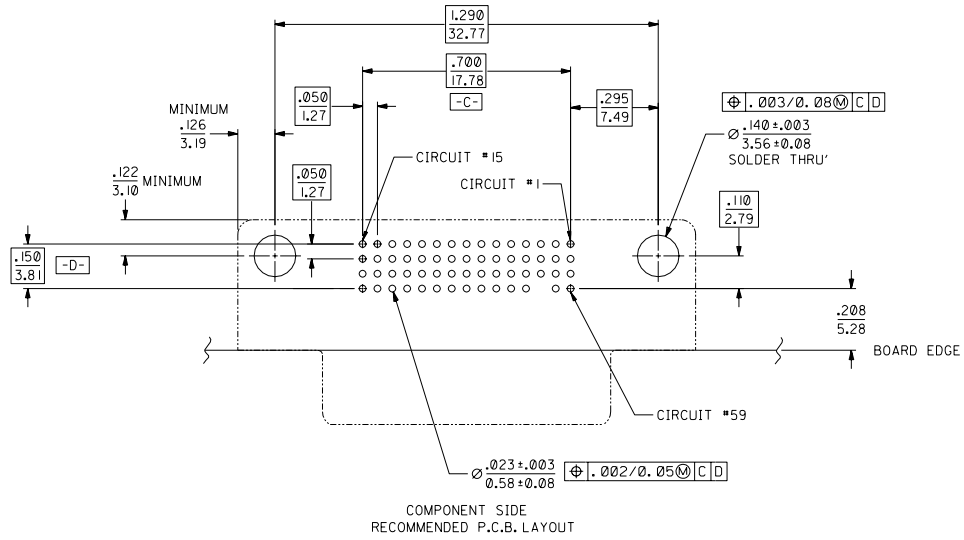 1.290
32.77
.700
17.78
-C-
.050
1.27
.295
7.49
⌖ .003/0.08Ⓜ C D
MINIMUM
.126
3.19
Ø .140±.003
3.56±0.08
SOLDER THRU'
CIRCUIT #15
CIRCUIT #1
.122 MINIMUM
3.10
.050
1.27
.110
2.79
.150
3.81
-D-
.208
5.28
BOARD EDGE
CIRCUIT #59
Ø .023±.003
0.58±0.08
⌖ .002/0.05Ⓜ C D
COMPONENT SIDE
RECOMMENDED P.C.B. LAYOUT